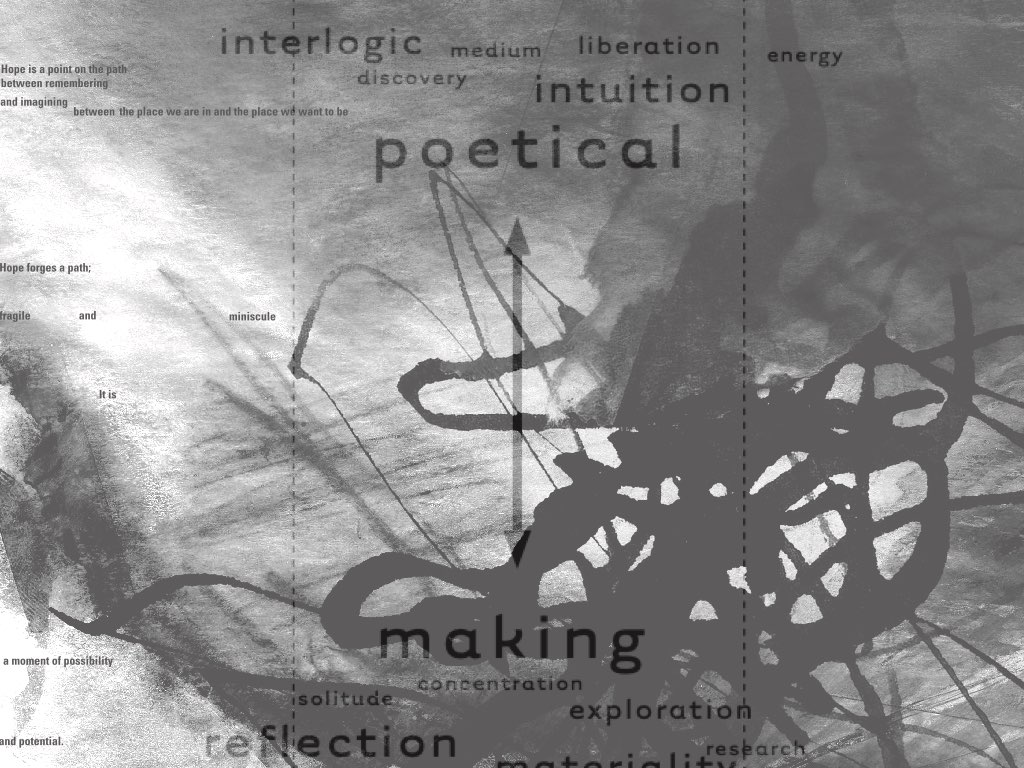 interlogic
medium
liberation
energy
Hope is a point on the path
discovery
between remembering
intuition
and imagining
between the place we are in and the place we want to be
poetical
Hope forges a path;
fragile and miniscule
It is
making
a moment of possibility
concentration
solitude
exploration
and potential.
reflection
research
materiality